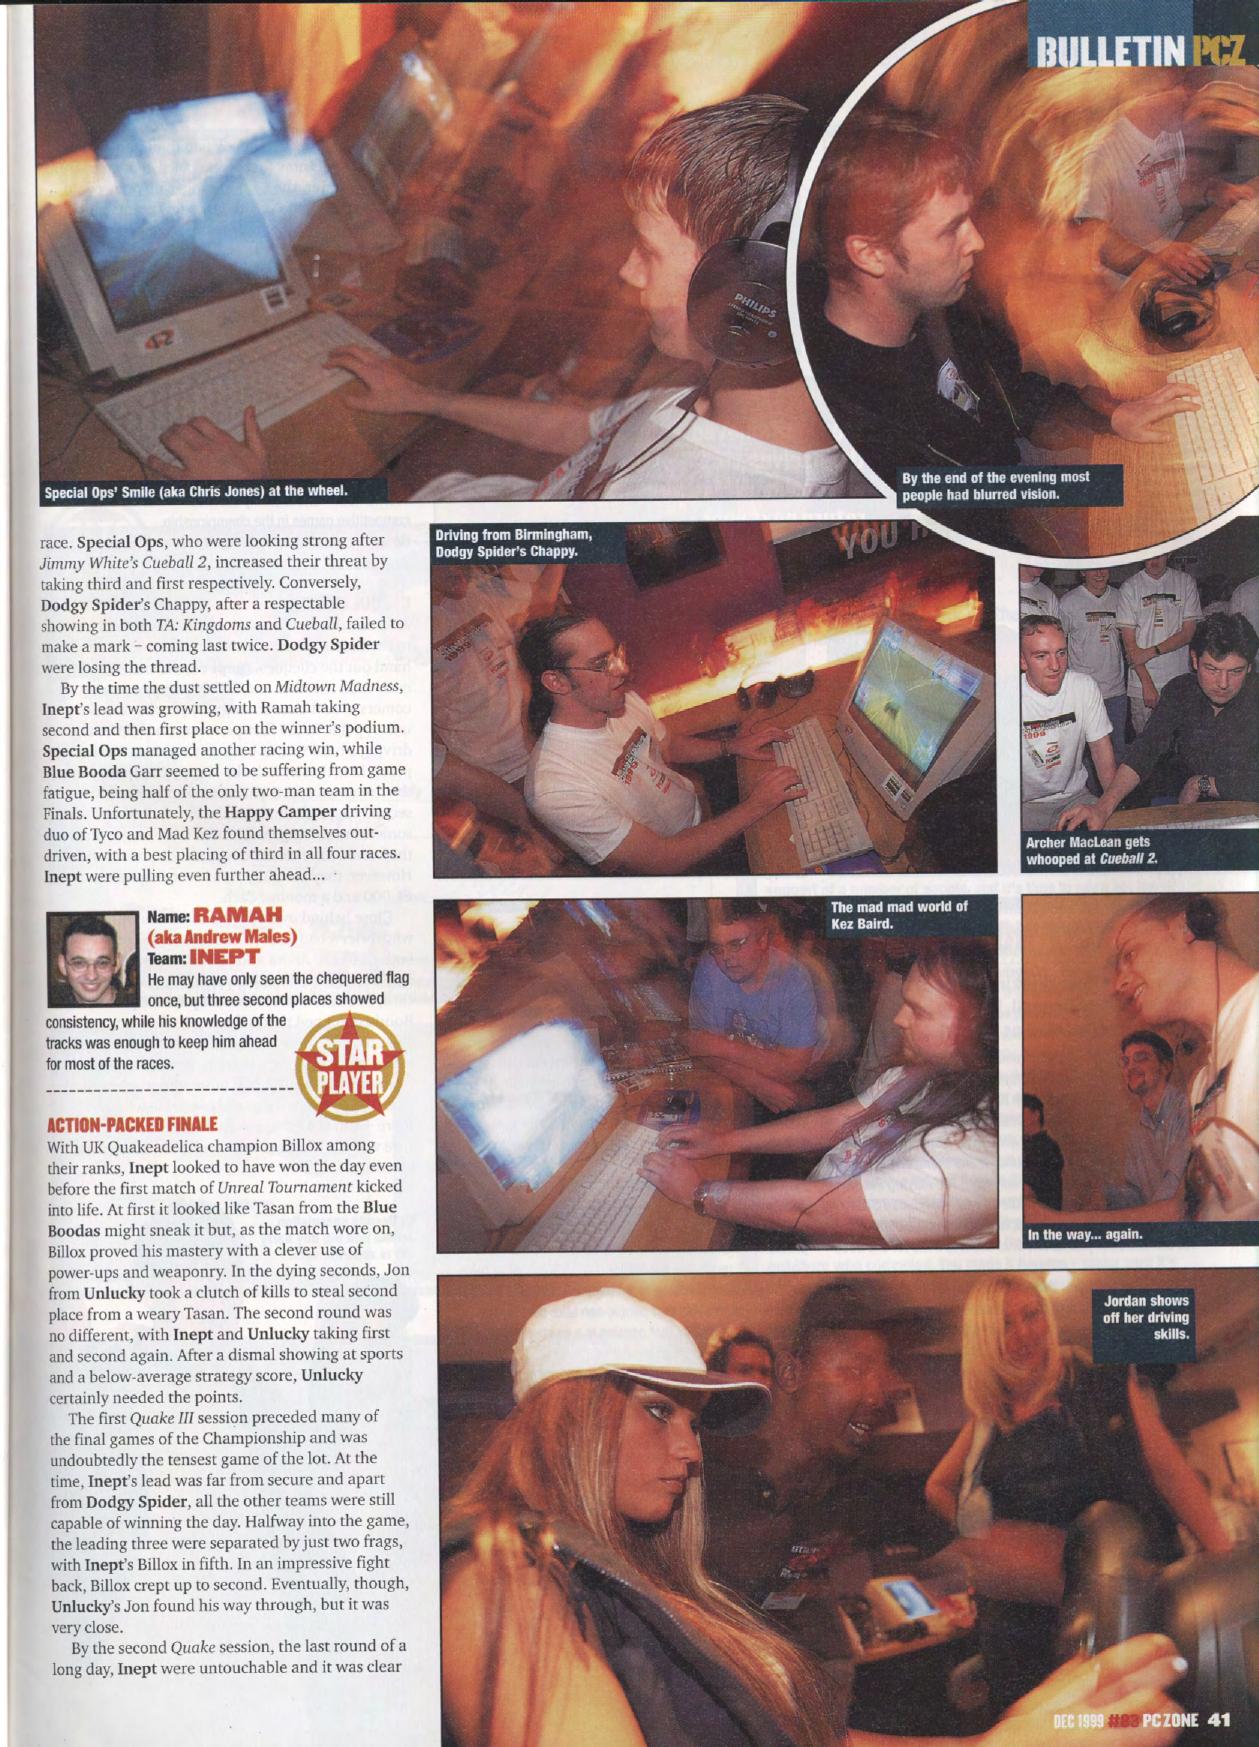 BULLETIN PCZ
PHILIPS
Special Ops' Smile (aka Chris Jones) at the wheel.
By the end of the evening most
people had blurred vision.
race. Special Ops, who were looking strong after
Jimmy White's Cueball 2, increased their threat by
taking third and first respectively. Conversely,
Dodgy Spider's Chappy, after a respectable
showing in both TA: Kingdoms and Cueball, failed to
make a mark – coming last twice. Dodgy Spider
were losing the thread.
By the time the dust settled on Midtown Madness,
Inept's lead was growing, with Ramah taking
second and then first place on the winner's podium.
Special Ops managed another racing win, while
Blue Booda Garr seemed to be suffering from game
fatigue, being half of the only two-man team in the
Finals. Unfortunately, the Happy Camper driving
duo of Tyco and Mad Kez found themselves out-
driven, with a best placing of third in all four races.
Inept were pulling even further ahead...
Name: RAMAH
(aka Andrew Males)
Team: INEPT
He may have only seen the chequered flag
once, but three second places showed
consistency, while his knowledge of the
tracks was enough to keep him ahead
for most of the races.
STAR
PLAYER
ACTION-PACKED FINALE
With UK Quakeadelica champion Billox among
their ranks, Inept looked to have won the day even
before the first match of Unreal Tournament kicked
into life. At first it looked like Tasan from the Blue
Boodas might sneak it but, as the match wore on,
Billox proved his mastery with a clever use of
power-ups and weaponry. In the dying seconds, Jon
from Unlucky took a clutch of kills to steal second
place from a weary Tasan. The second round was
no different, with Inept and Unlucky taking first
and second again. After a dismal showing at sports
and a below-average strategy score, Unlucky
certainly needed the points.
The first Quake III session preceded many of
the final games of the Championship and was
undoubtedly the tensest game of the lot. At the
time, Inept's lead was far from secure and apart
from Dodgy Spider, all the other teams were still
capable of winning the day. Halfway into the game,
the leading three were separated by just two frags,
with Inept's Billox in fifth. In an impressive fight
back, Billox crept up to second. Eventually, though,
Unlucky's Jon found his way through, but it was
very close.
By the second Quake session, the last round of a
long day, Inept were untouchable and it was clear
Driving from Birmingham,
Dodgy Spider's Chappy.
YOU
1999
Archer MacLean gets
whooped at Cueball 2.
The mad mad world of
Kez Baird.
In the way... again.
Jordan shows
off her driving
skills.
DEC 1999 #83 PC ZONE 41